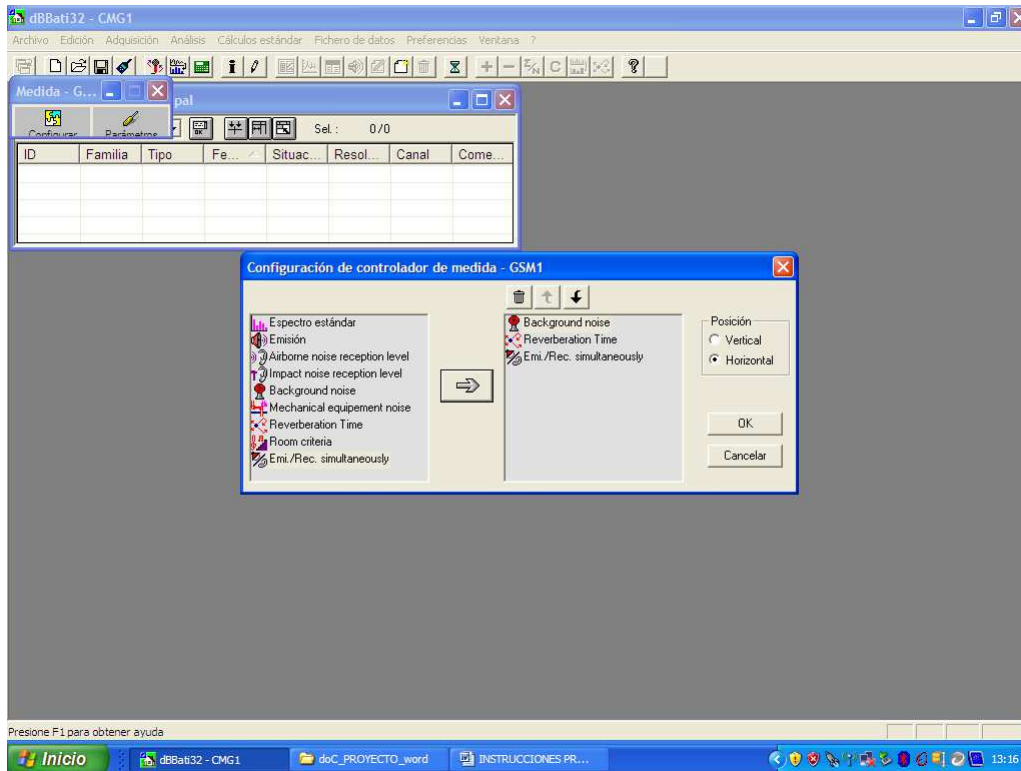 dBBati32 - CMG1
Archivo Edición Adquisición Análisis Cálculos estándar Fichero de datos Preferencias Ventana ?
Medida - G...
pal
Configurar Parámetros
Sel.: 0/0
ID Familia Tipo Fe... Situac... Resol... Canal Come...
Configuración de controlador de medida - GSM1
Espectro estándar
Emisión
Airborne noise reception level
Impact noise reception level
Background noise
Mechanical equipement noise
Reverberation Time
Room criteria
Emi./Rec. simultaneously
Background noise
Reverberation Time
Emi./Rec. simultaneously
Posición
Vertical
Horizontal
OK
Cancelar
Presione F1 para obtener ayuda
Inicio
dBBati32 - CMG1
doC_PROYECTO_word
INSTRUCCIONES PR...
13:16